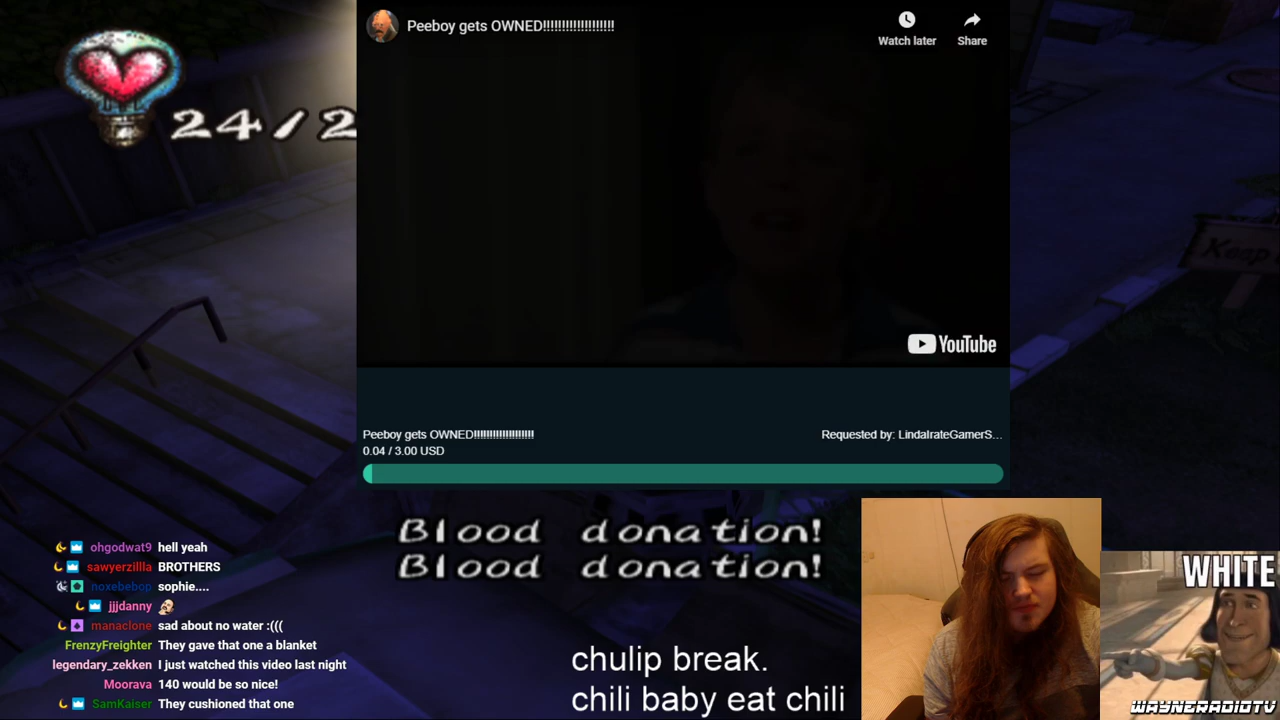 Peeboy gets OWNED!!!!!!!!!!!!!!!!!!!
Watch later
Share
24/2
YouTube
Keep
Peeboy gets OWNED!!!!!!!!!!!!!!!!!!!
Requested by: LindaIrateGamerS...
0.04 / 3.00 USD
Blood donation!
Blood donation!
ohgodwat9 hell yeah
sawyerzillla BROTHERS
noxebebop sophie....
jjjdanny
manaclone sad about no water :(((
FrenzyFreighter They gave that one a blanket
legendary_zekken I just watched this video last night
Moorava 140 would be so nice!
SamKaiser They cushioned that one
chulip break.
chili baby eat chili
WHITE
WAYNERADIOTV